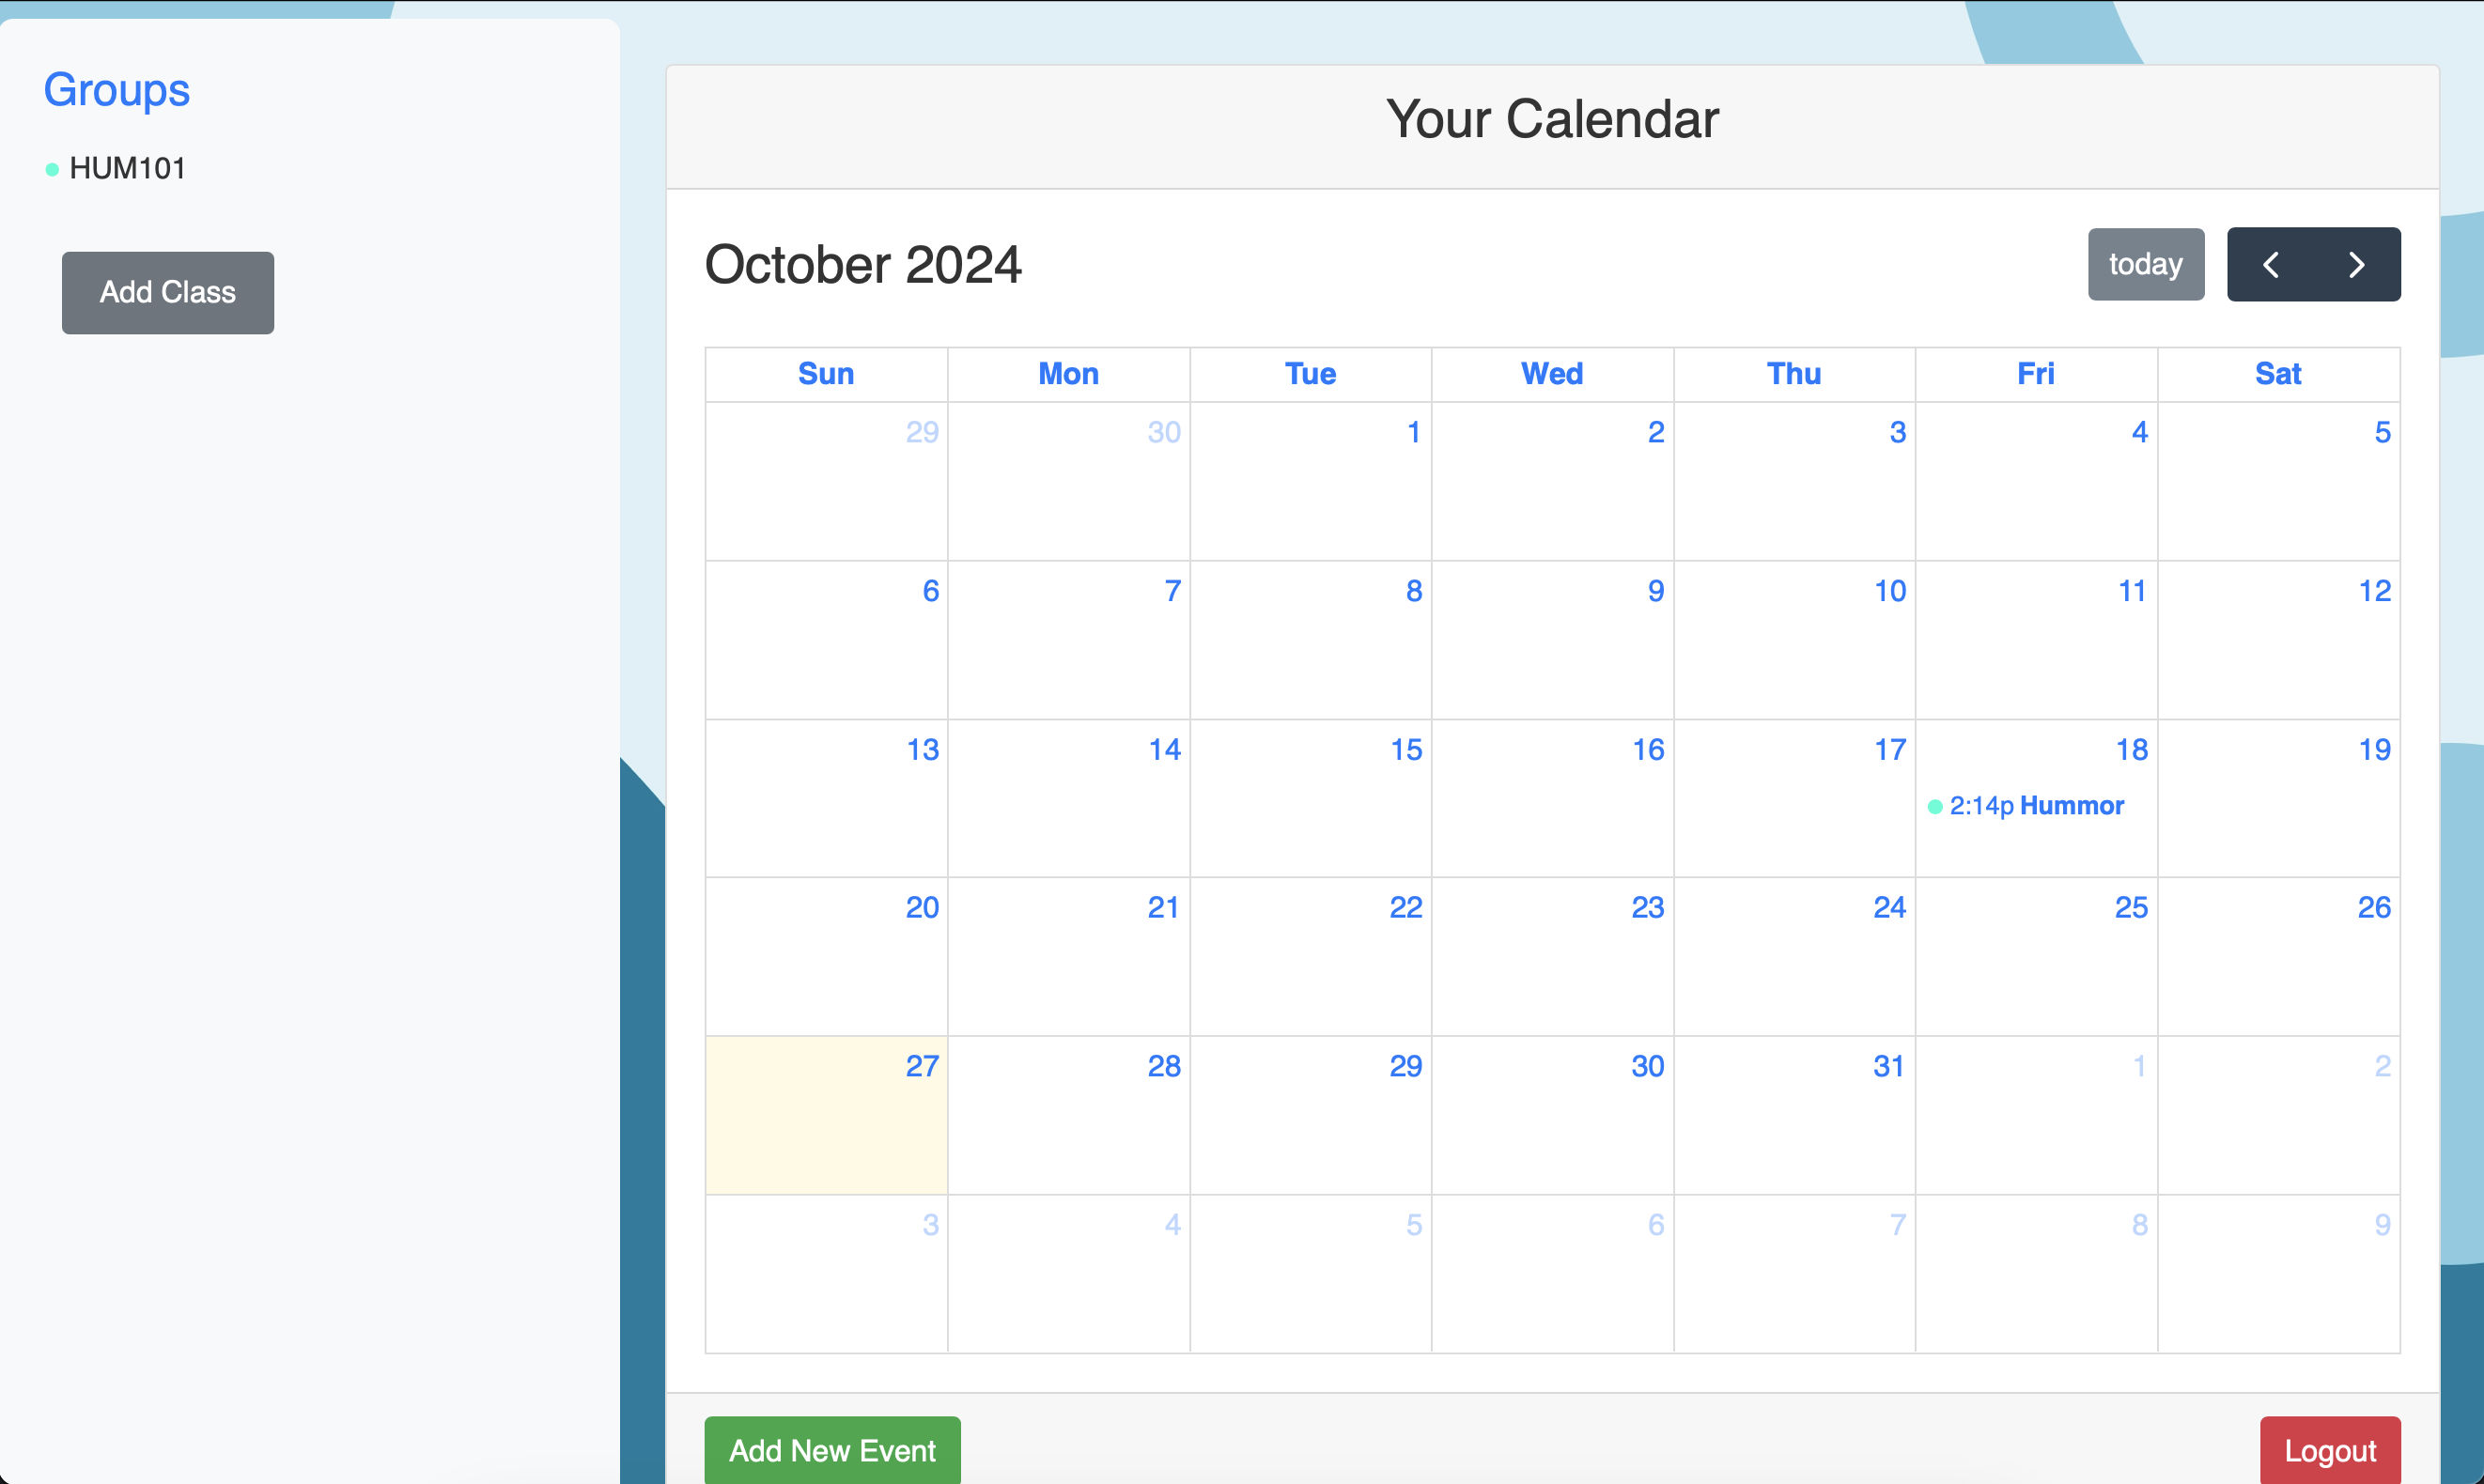 Groups
HUM101
Add Class
Your Calendar
October 2024
today
Sun Mon Tue Wed Thu Fri Sat
29 30 1 2 3 4 5
6 7 8 9 10 11 12
13 14 15 16 17 18 19
2:14p Hummor
20 21 22 23 24 25 26
27 28 29 30 31 1 2
3 4 5 6 7 8 9
Add New Event
Logout